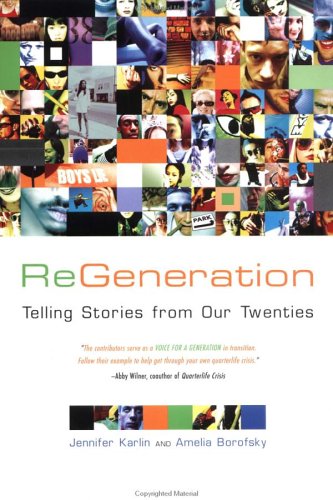 BOYS LIE
PARK
ReGeneration
Telling Stories from Our Twenties
"The contributors serve as a VOICE FOR A GENERATION in transition.
Follow their example to help get through your own quarterlife crisis."
–Abby Wilner, coauthor of Quarterlife Crisis
Jennifer Karlin AND Amelia Borofsky
Copyrighted Material